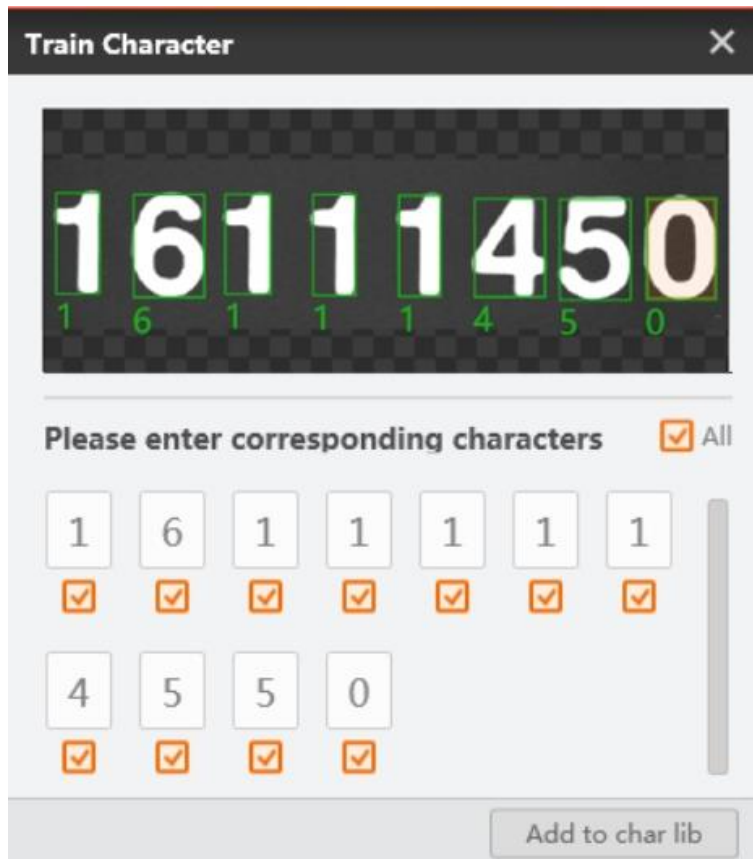 Train Character
16111450
1 6 1 1 1 4 5 0
Please enter corresponding characters All
1 6 1 1 1 1 1
4 5 5 0
Add to char lib